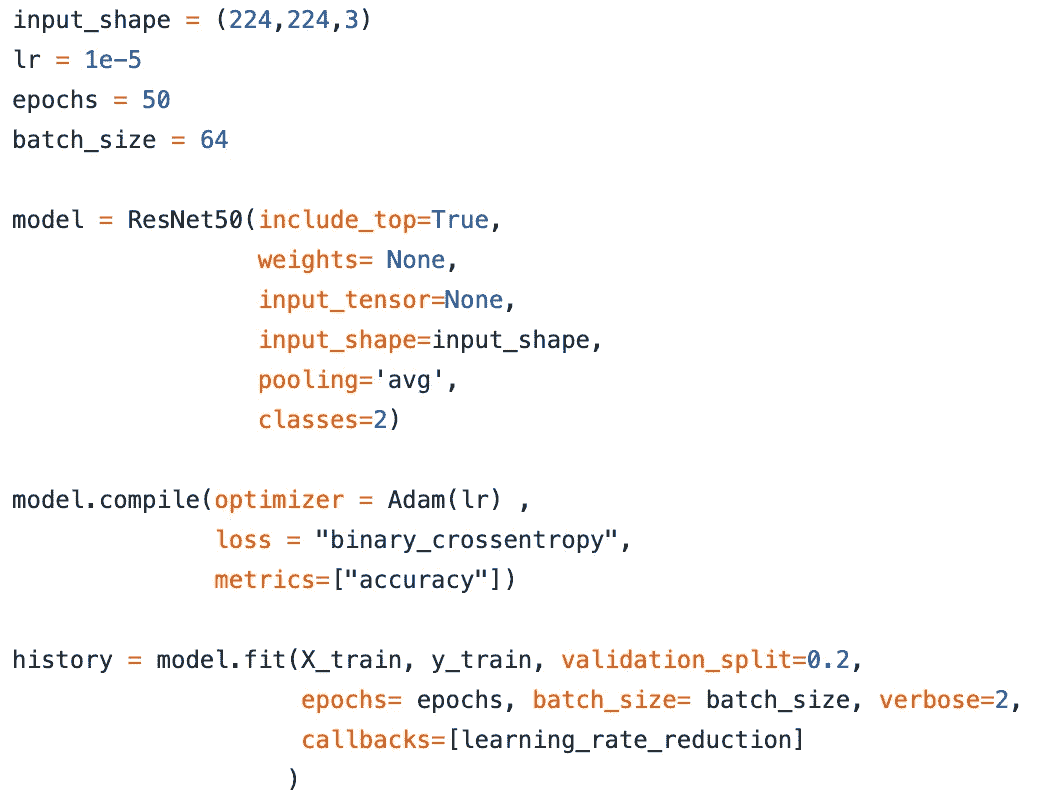 input_shape = (224,224,3)
lr = 1e-5
epochs = 50
batch_size = 64
model = ResNet50(include_top=True,
weights= None,
input_tensor=None,
input_shape=input_shape,
pooling='avg',
classes=2)
model.compile(optimizer = Adam(lr) ,
loss = "binary_crossentropy",
metrics=["accuracy"])
history = model.fit(X_train, y_train, validation_split=0.2,
epochs= epochs, batch_size= batch_size, verbose=2,
callbacks=[learning_rate_reduction]
)